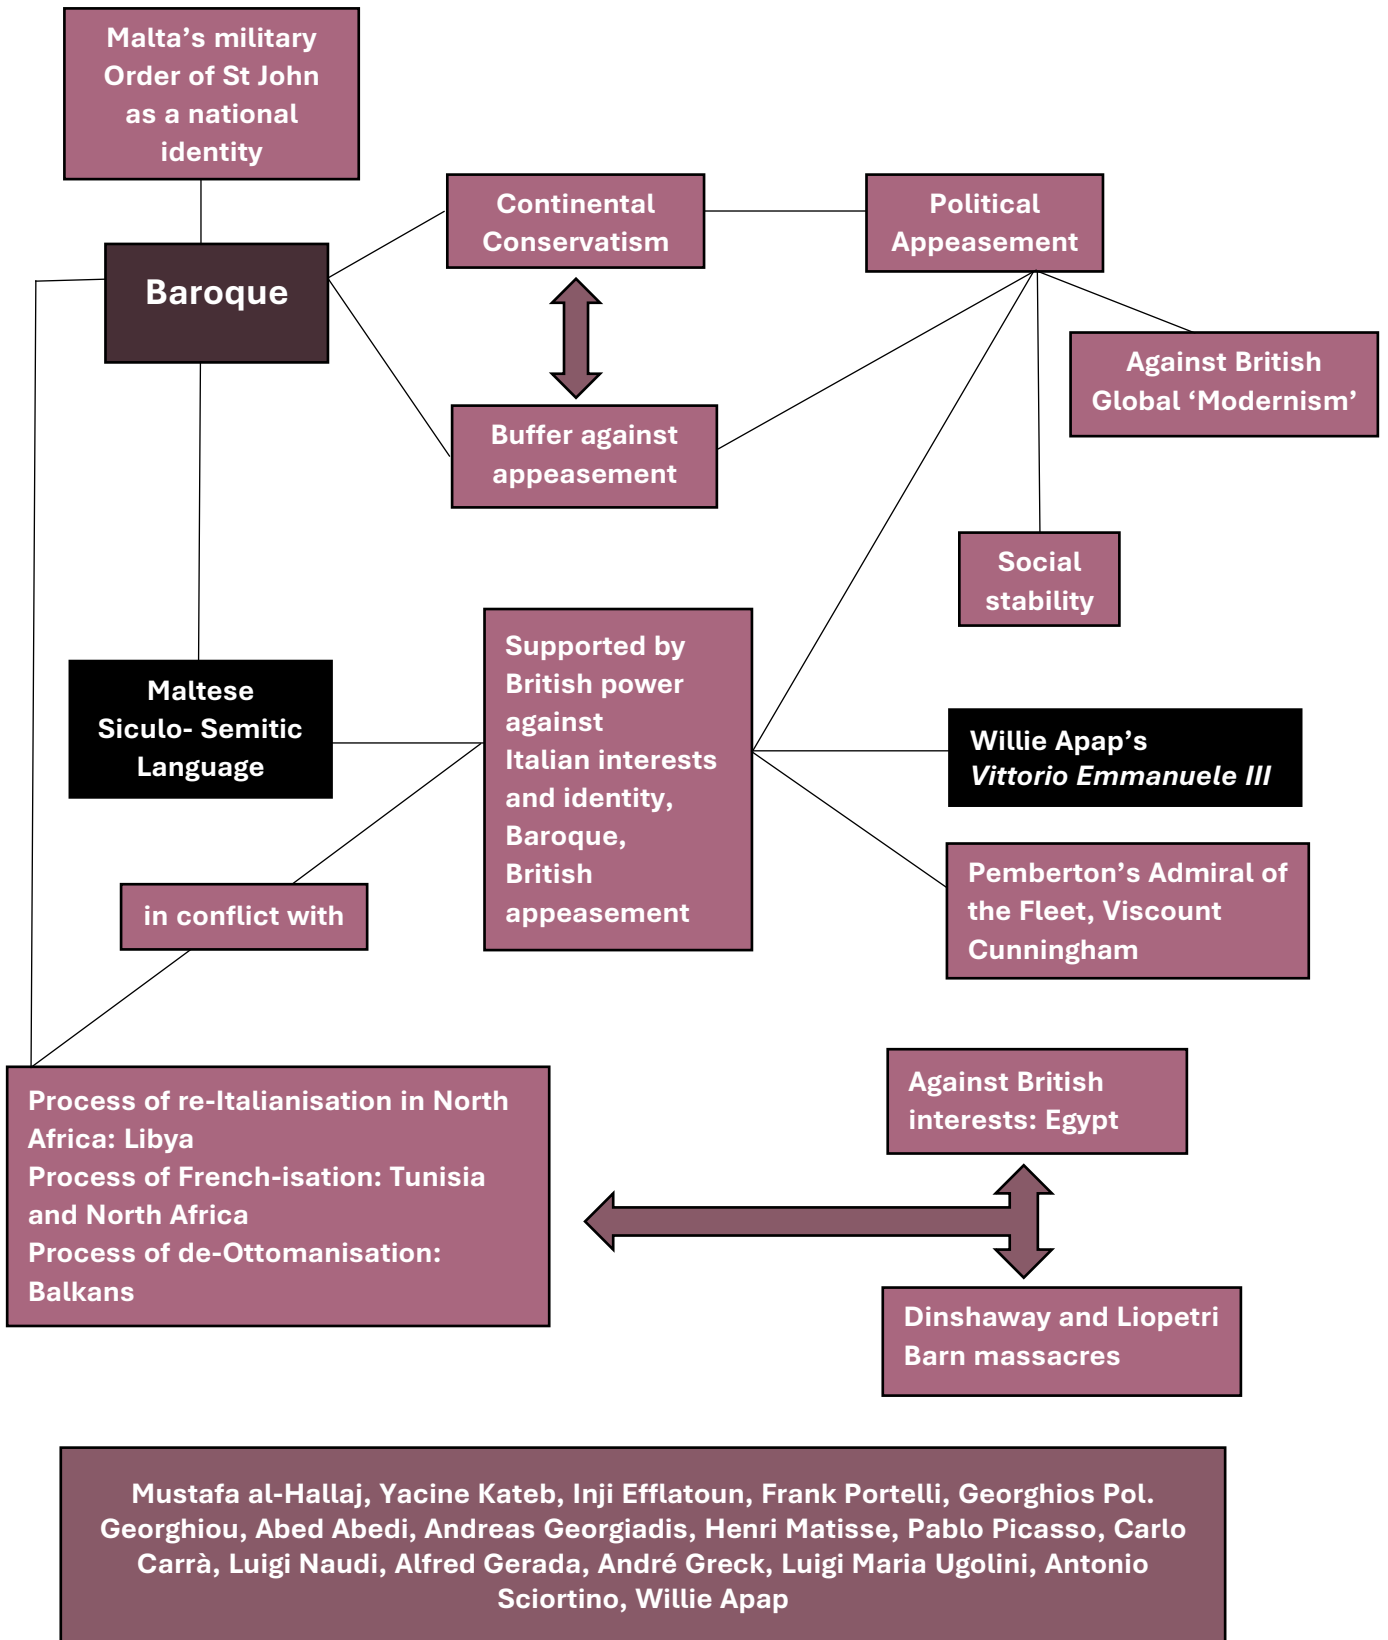 Malta’s military
Order of St John
as a national
identity
Continental
Conservatism
Political
Appeasement
Baroque
Against British
Global ‘Modernism’
Buffer against
appeasement
Social
stability
Supported by
British power
against
Italian interests
and identity,
Baroque,
British
appeasement
Maltese
Siculo- Semitic
Language
Willie Apap’s
Vittorio Emmanuele III
Pemberton’s Admiral of
the Fleet, Viscount
Cunningham
in conflict with
Against British
interests: Egypt
Process of re-Italianisation in North
Africa: Libya
Process of French-isation: Tunisia
and North Africa
Process of de-Ottomanisation:
Balkans
Dinshaway and Liopetri
Barn massacres
Mustafa al-Hallaj, Yacine Kateb, Inji Efflatoun, Frank Portelli, Georghios Pol.
Georghiou, Abed Abedi, Andreas Georgiadis, Henri Matisse, Pablo Picasso, Carlo
Carrà, Luigi Naudi, Alfred Gerada, André Greck, Luigi Maria Ugolini, Antonio
Sciortino, Willie Apap